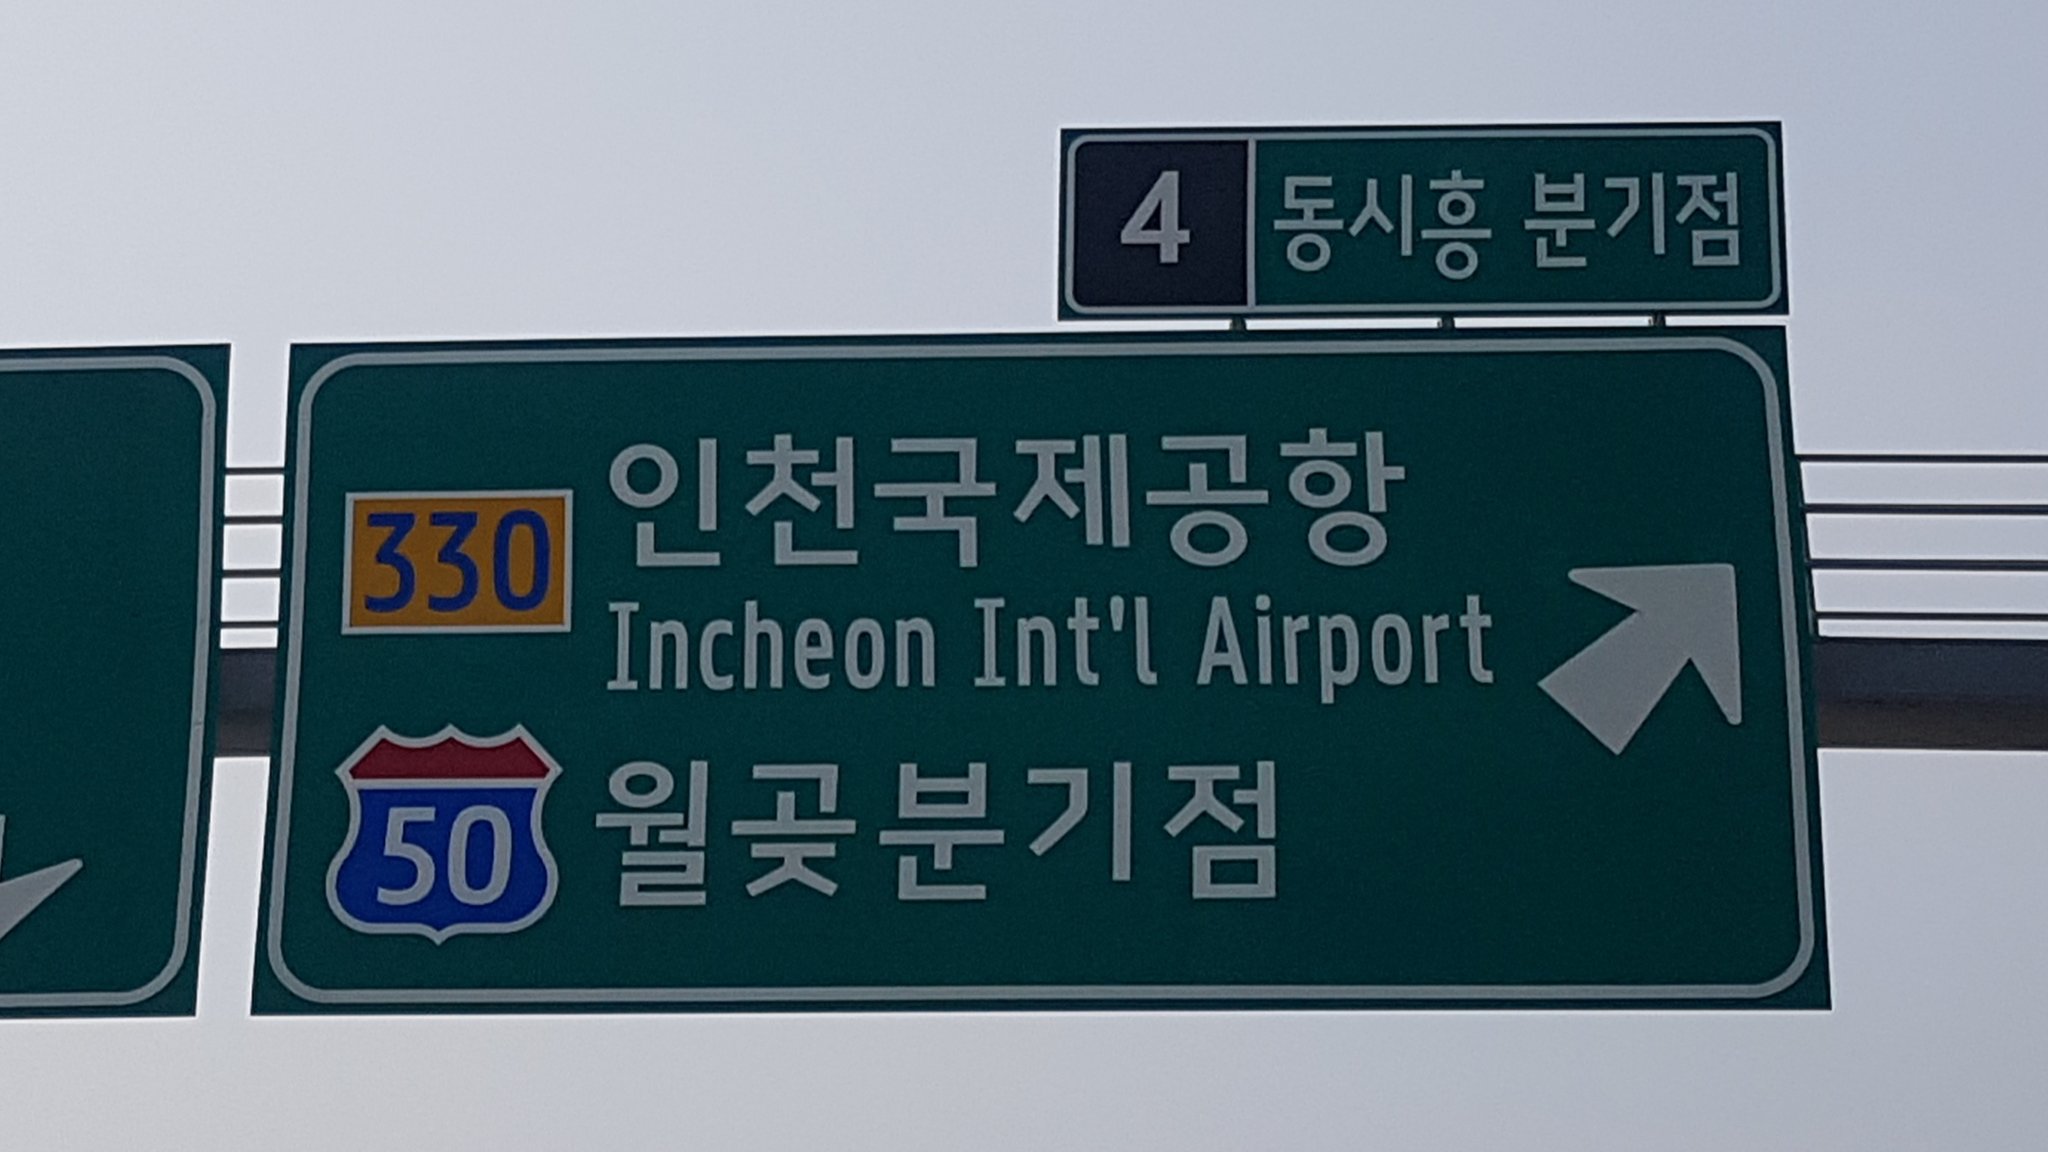 4 동시흥 분기점
330 인천국제공항
Incheon Int'l Airport
50 월곶분기점